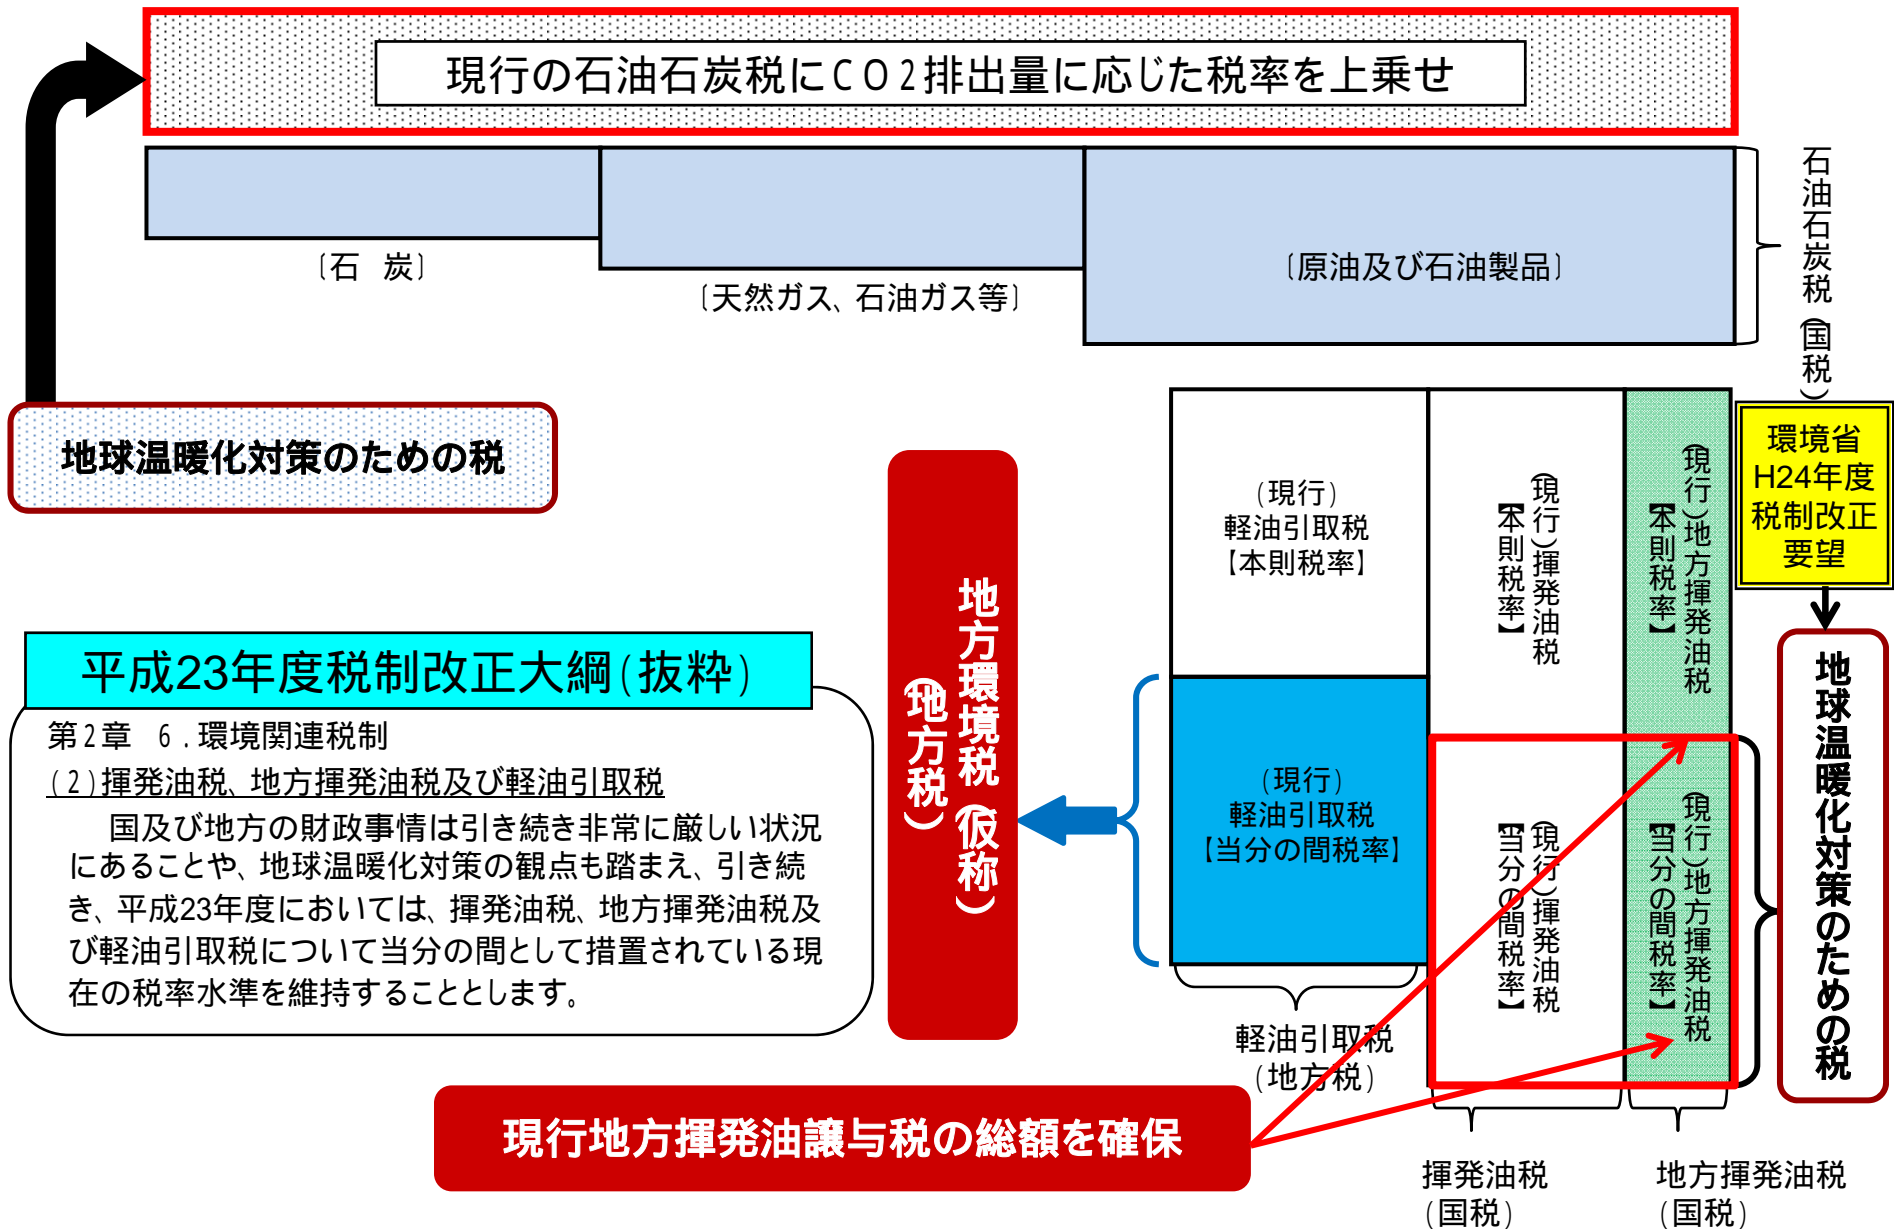 現行の石油石炭税にCO2排出量に応じた税率を上乗せ
〔石 炭〕
〔天然ガス、石油ガス等〕
〔原油及び石油製品〕
石油石炭税(国税)
地球温暖化対策のための税
環境省
H24年度
税制改正
要望
(現行)
軽油引取税
【本則税率】
(現行)揮発油税
【本則税率】
(現行)地方揮発油税
【本則税率】
地方環境税(仮称)
(地方税)
平成23年度税制改正大綱(抜粋)
第2章 6.環境関連税制
(2)揮発油税、地方揮発油税及び軽油引取税
国及び地方の財政事情は引き続き非常に厳しい状況
にあることや、地球温暖化対策の観点も踏まえ、引き続
き、平成23年度においては、揮発油税、地方揮発油税及
び軽油引取税について当分の間として措置されている現
在の税率水準を維持することとします。
(現行)
軽油引取税
【当分の間税率】
(現行)揮発油税
【当分の間税率】
(現行)地方揮発油税
【当分の間税率】
地球温暖化対策のための税
軽油引取税
(地方税)
現行地方揮発油譲与税の総額を確保
揮発油税
(国税)
地方揮発油税
(国税)